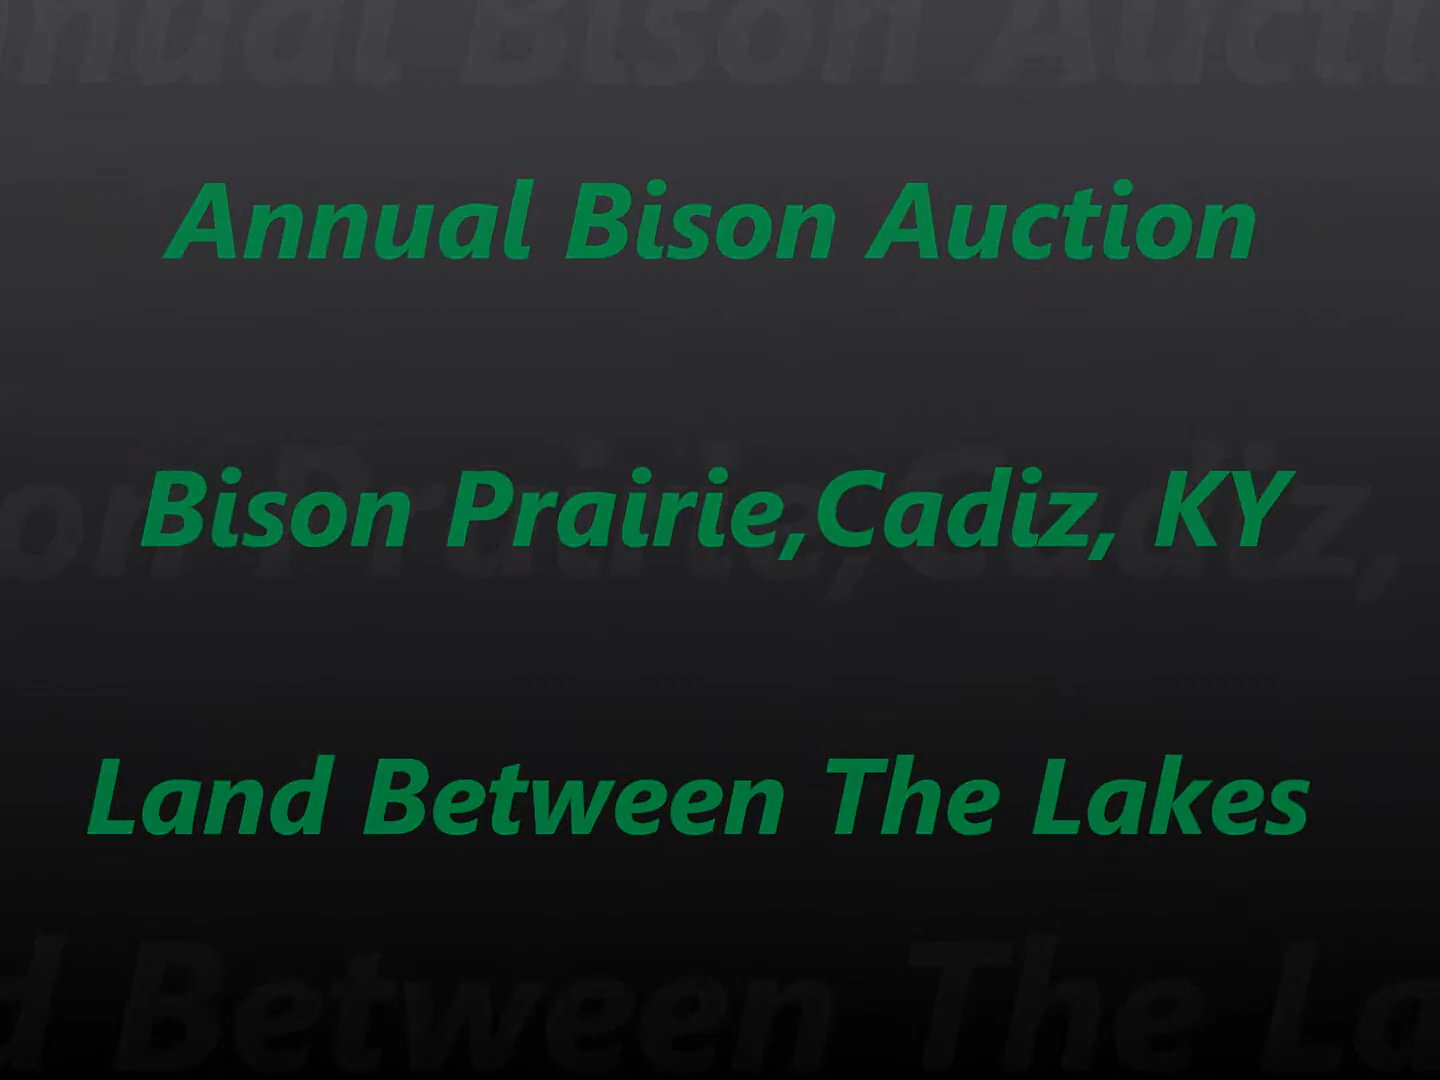 Annual Bison Auction
Bison Prairie,Cadiz, KY
Land Between The Lakes